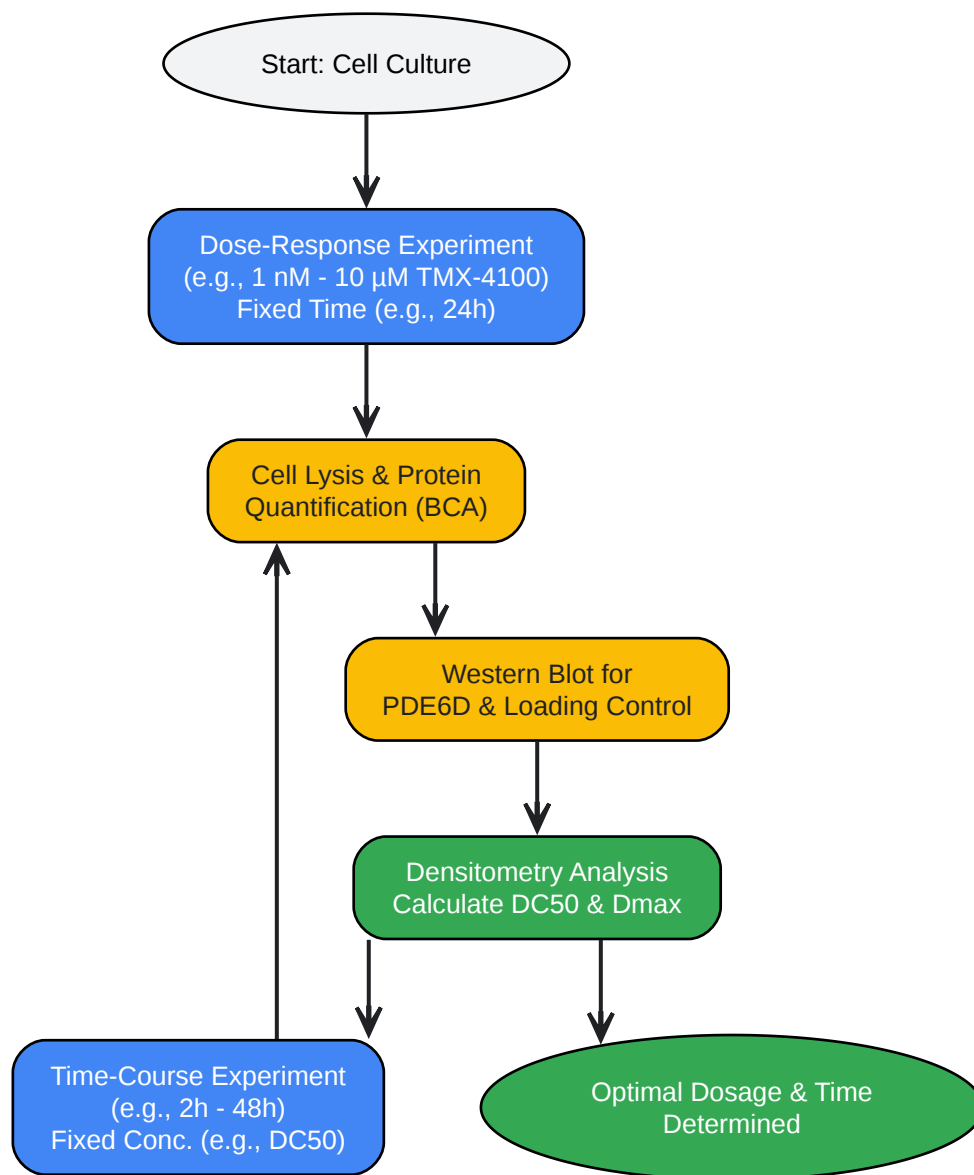 Start: Cell Culture
Dose-Response Experiment
(e.g., 1 nM - 10 µM TMX-4100)
Fixed Time (e.g., 24h)
Cell Lysis & Protein
Quantification (BCA)
Western Blot for
PDE6D & Loading Control
Densitometry Analysis
Calculate DC50 & Dmax
Time-Course Experiment
(e.g., 2h - 48h)
Fixed Conc. (e.g., DC50)
Optimal Dosage & Time
Determined